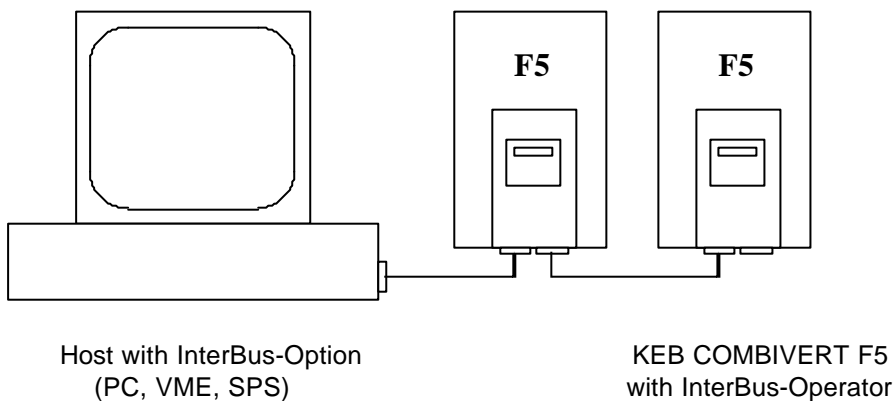 F5
F5
Host with InterBus-Option
(PC, VME, SPS)
KEB COMBIVERT F5
with InterBus-Operator